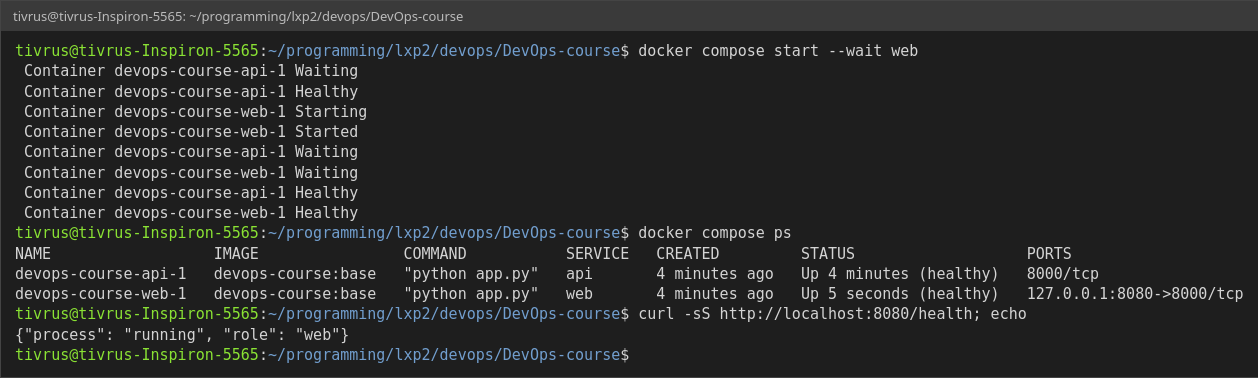 tivrus@tivrus-Inspiron-5565: ~/programming/lxp2/devops/DevOps-course
tivrus@tivrus-Inspiron-5565:~/programming/lxp2/devops/DevOps-course$ docker compose start --wait web
 Container devops-course-api-1 Waiting
 Container devops-course-api-1 Healthy
 Container devops-course-web-1 Starting
 Container devops-course-web-1 Started
 Container devops-course-api-1 Waiting
 Container devops-course-web-1 Waiting
 Container devops-course-api-1 Healthy
 Container devops-course-web-1 Healthy
tivrus@tivrus-Inspiron-5565:~/programming/lxp2/devops/DevOps-course$ docker compose ps
NAME                  IMAGE                COMMAND           SERVICE   CREATED         STATUS                   PORTS
devops-course-api-1   devops-course:base   "python app.py"   api       4 minutes ago   Up 4 minutes (healthy)   8000/tcp
devops-course-web-1   devops-course:base   "python app.py"   web       4 minutes ago   Up 5 seconds (healthy)   127.0.0.1:8080->8000/tcp
tivrus@tivrus-Inspiron-5565:~/programming/lxp2/devops/DevOps-course$ curl -sS http://localhost:8080/health; echo
{"process": "running", "role": "web"}
tivrus@tivrus-Inspiron-5565:~/programming/lxp2/devops/DevOps-course$